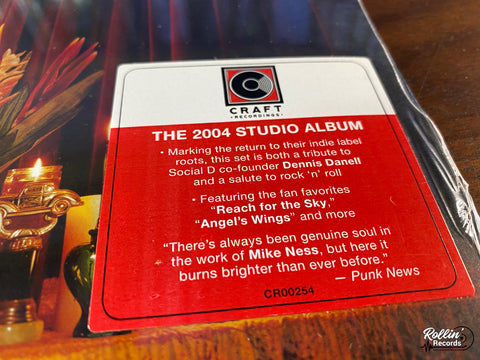 CRAFT
• RECORDINGS •
THE 2004 STUDIO ALBUM
• Marking the return to their indie label
roots, this set is both a tribute to
Social D co-founder Dennis Danell
and a salute to rock 'n' roll
• Featuring the fan favorites
"Reach for the Sky,"
"Angel's Wings" and more
"There's always been genuine soul in
the work of Mike Ness, but here it
burns brighter than ever before."
— Punk News
CR00254
Rollin'
Records